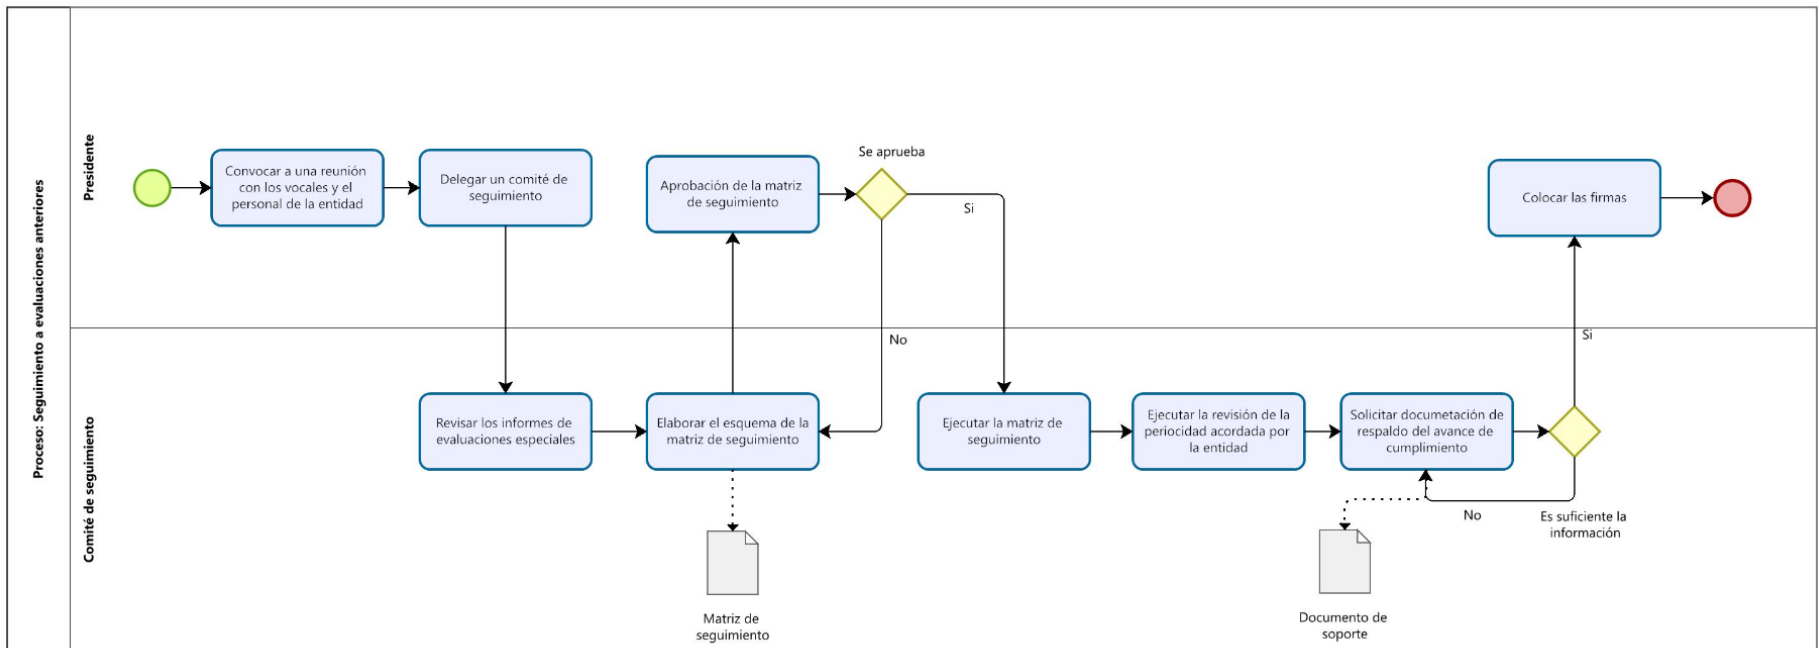 Proceso: Seguimiento a evaluaciones anteriores
Presidente
Convocar a una reunión
con los vocales y el
personal de la entidad
Delegar un comité de
seguimiento
Aprobación de la matriz
de seguimiento
Se aprueba
Si
No
Colocar las firmas
Si
Comité de seguimiento
Revisar los informes de
evaluaciones especiales
Elaborar el esquema de la
matriz de seguimiento
Matriz de
seguimiento
Ejecutar la matriz de
seguimiento
Ejecutar la revisión de la
periocidad acordada por
la entidad
Solicitar documetación de
respaldo del avance de
cumplimiento
No
Es suficiente la
información
Documento de
soporte